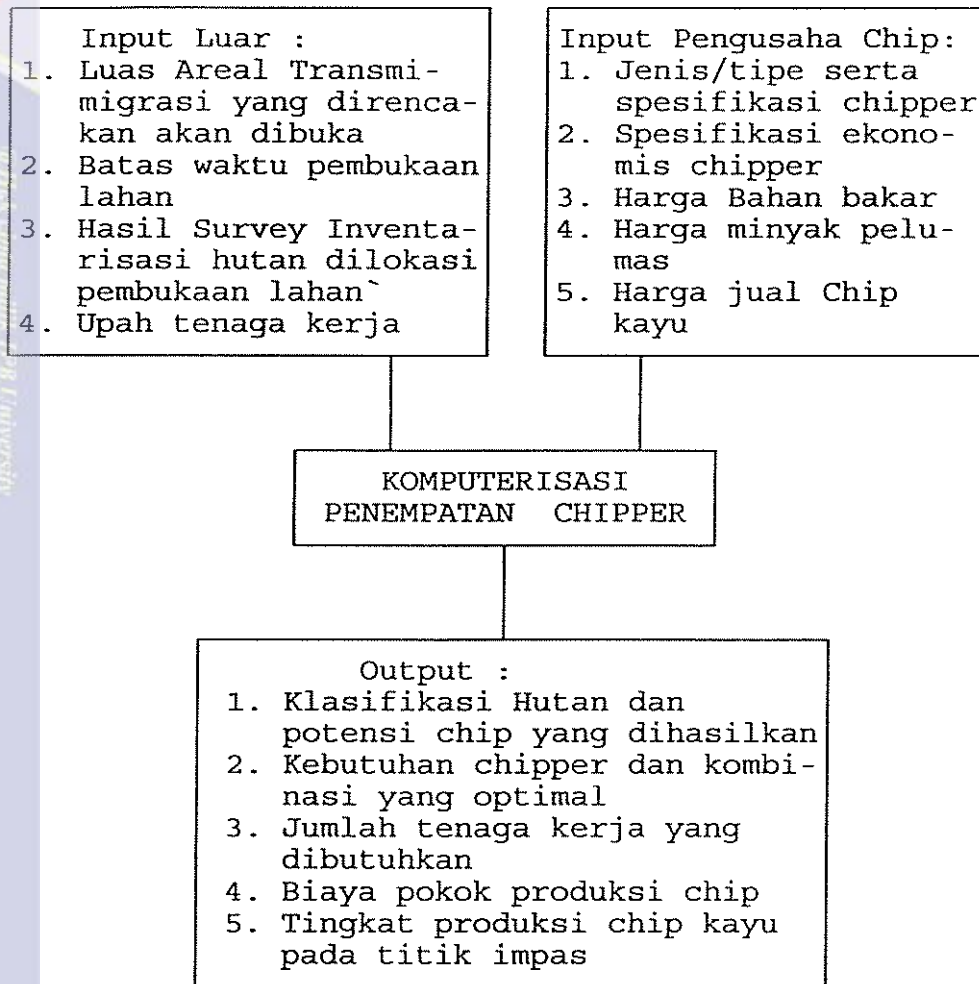 Input Luar :
1. Luas Areal Transmi-
migrasi yang direnca-
kan akan dibuka
2. Batas waktu pembukaan
lahan
3. Hasil Survey Inventa-
risasi hutan dilokasi
pembukaan lahan`
4. Upah tenaga kerja
Input Pengusaha Chip:
1. Jenis/tipe serta
spesifikasi chipper
2. Spesifikasi ekono-
mis chipper
3. Harga Bahan bakar
4. Harga minyak pelu-
mas
5. Harga jual Chip
kayu
KOMPUTERISASI
PENEMPATAN CHIPPER
Output :
1. Klasifikasi Hutan dan
potensi chip yang dihasilkan
2. Kebutuhan chipper dan kombi-
nasi yang optimal
3. Jumlah tenaga kerja yang
dibutuhkan
4. Biaya pokok produksi chip
5. Tingkat produksi chip kayu
pada titik impas
IPB University